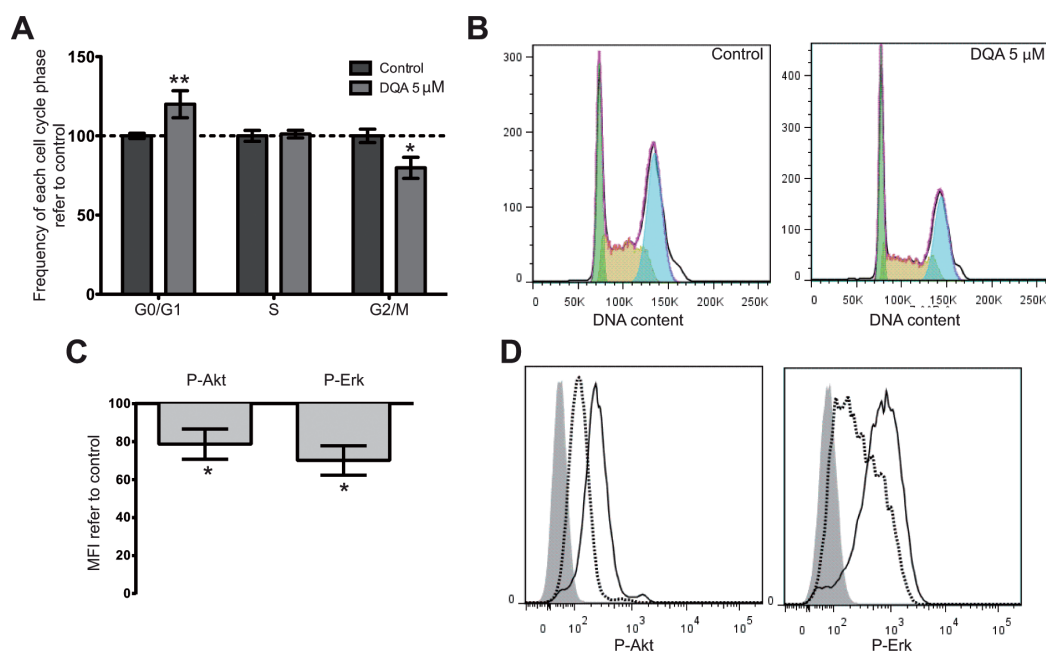 A
Frequency of each cell cycle phase
refer to control
150
100
50
0
Control
DQA 5 μM
**
*
G0/G1
S
G2/M
B
Control
300
200
100
0
0 50K 100K 150K 200K 250K
DNA content
DQA 5 μM
400
300
200
100
0
0 50K 100K 150K 200K 250K
DNA content
C
P-Akt
P-Erk
MFI refer to control
100
80
60
40
20
0
*
*
D
0
0 10² 10³ 10⁴ 10⁵
P-Akt
0
0 10² 10³ 10⁴ 10⁵
P-Erk